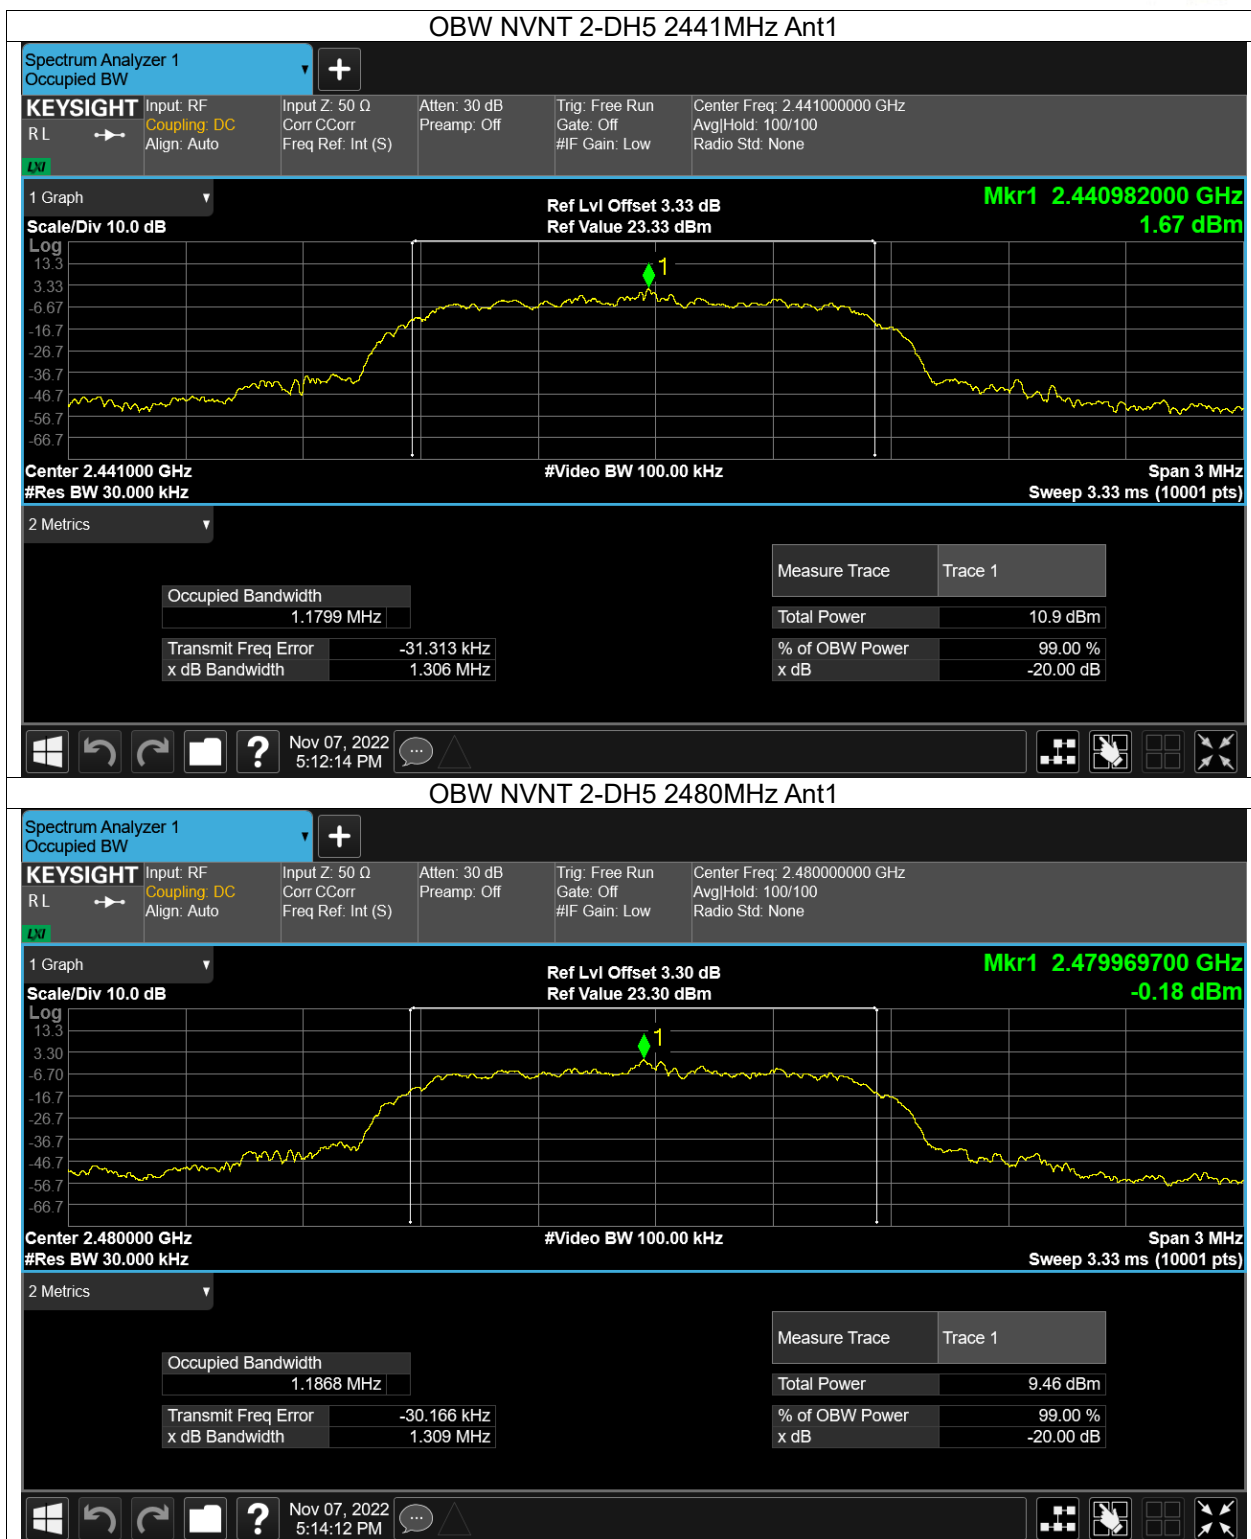 OBW NVNT 2-DH5 2441MHz Ant1
Spectrum Analyzer 1
Occupied BW
KEYSIGHT Input: RF Input Z: 50 Ω Atten: 30 dB Trig: Free Run Center Freq: 2.441000000 GHz
R L Coupling: DC Corr CCorr Preamp: Off Gate: Off Avg|Hold: 100/100
Align: Auto Freq Ref: Int (S) #IF Gain: Low Radio Std: None
LXI
1 Graph
Ref Lvl Offset 3.33 dB Mkr1 2.440982000 GHz
Scale/Div 10.0 dB Ref Value 23.33 dBm 1.67 dBm
Log
13.3
3.33
-6.67
-16.7
-26.7
-36.7
-46.7
-56.7
-66.7
1
Center 2.441000 GHz #Video BW 100.00 kHz Span 3 MHz
#Res BW 30.000 kHz Sweep 3.33 ms (10001 pts)
2 Metrics
Measure Trace Trace 1
Occupied Bandwidth
1.1799 MHz Total Power 10.9 dBm
Transmit Freq Error -31.313 kHz % of OBW Power 99.00 %
x dB Bandwidth 1.306 MHz x dB -20.00 dB
Nov 07, 2022
5:12:14 PM
OBW NVNT 2-DH5 2480MHz Ant1
Spectrum Analyzer 1
Occupied BW
KEYSIGHT Input: RF Input Z: 50 Ω Atten: 30 dB Trig: Free Run Center Freq: 2.480000000 GHz
R L Coupling: DC Corr CCorr Preamp: Off Gate: Off Avg|Hold: 100/100
Align: Auto Freq Ref: Int (S) #IF Gain: Low Radio Std: None
LXI
1 Graph
Ref Lvl Offset 3.30 dB Mkr1 2.479969700 GHz
Scale/Div 10.0 dB Ref Value 23.30 dBm -0.18 dBm
Log
13.3
3.30
-6.70
-16.7
-26.7
-36.7
-46.7
-56.7
-66.7
1
Center 2.480000 GHz #Video BW 100.00 kHz Span 3 MHz
#Res BW 30.000 kHz Sweep 3.33 ms (10001 pts)
2 Metrics
Measure Trace Trace 1
Occupied Bandwidth
1.1868 MHz Total Power 9.46 dBm
Transmit Freq Error -30.166 kHz % of OBW Power 99.00 %
x dB Bandwidth 1.309 MHz x dB -20.00 dB
Nov 07, 2022
5:14:12 PM